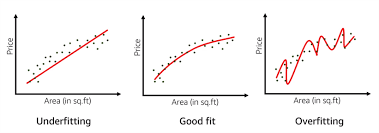 Price
Area (in sq.ft)
Underfitting
Price
Area (in sq.ft)
Good fit
Price
Area (in sq.ft)
Overfitting